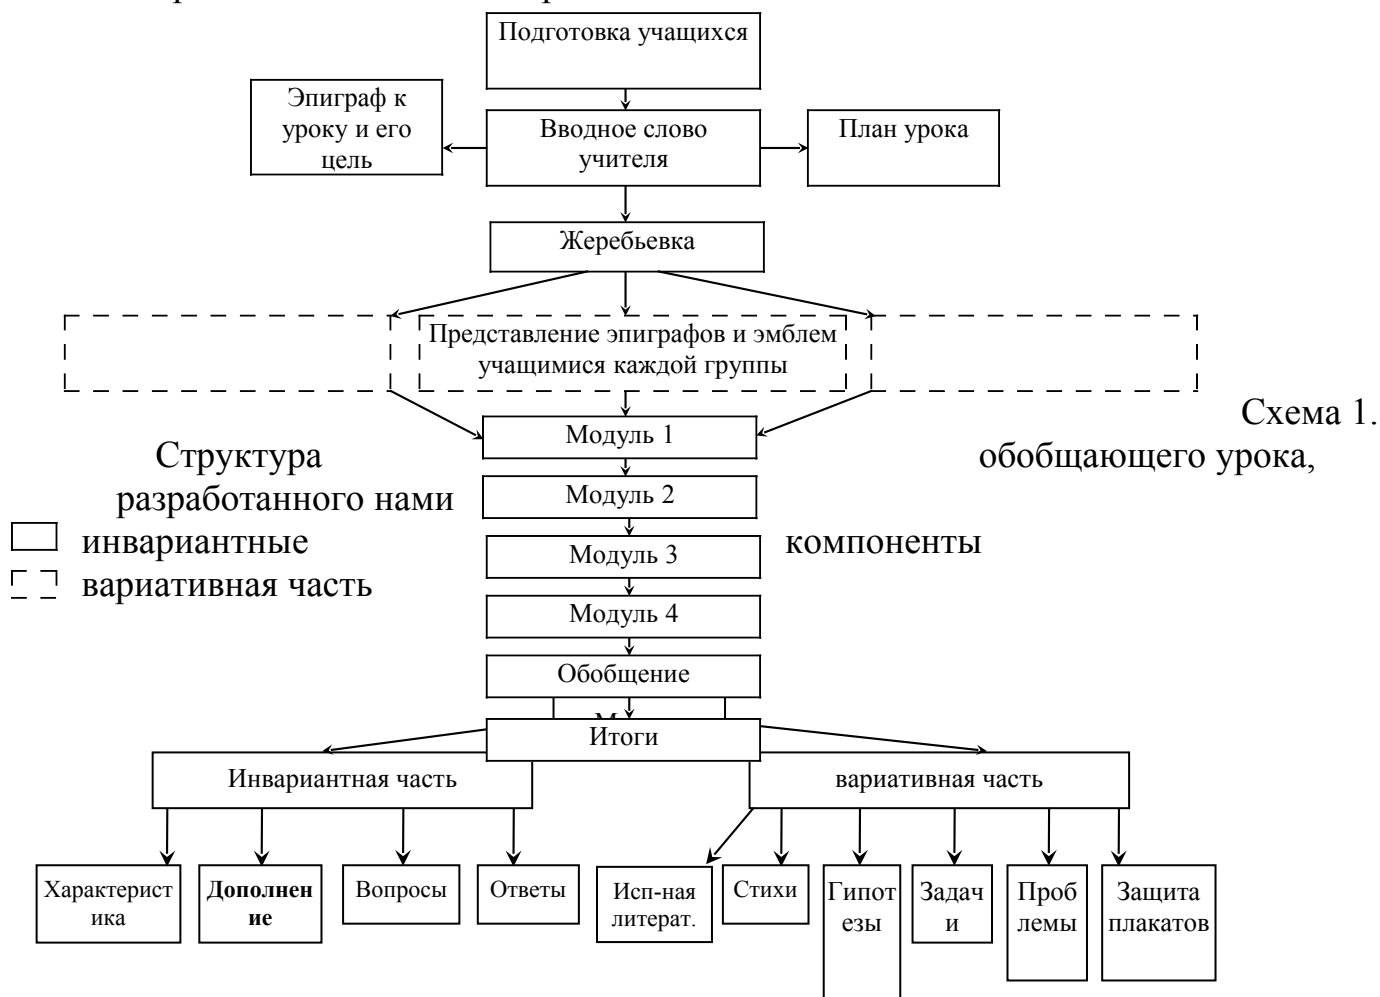 Подготовка учащихся
Эпиграф к
уроку и его
цель
Вводное слово
учителя
План урока
Жеребьевка
Представление эпиграфов и эмблем
учащимися каждой группы
Схема 1.
Модуль 1
Структура
обобщающего урока,
разработанного нами
Модуль 2
инвариантные
компоненты
Модуль 3
вариативная часть
Модуль 4
Обобщение
Итоги
Инвариантная часть
вариативная часть
Характерист
ика
Дополнен
ие
Вопросы
Ответы
Исп-ная
литерат.
Стихи
Гипот
езы
Задач
и
Проб
лемы
Защита
плакатов